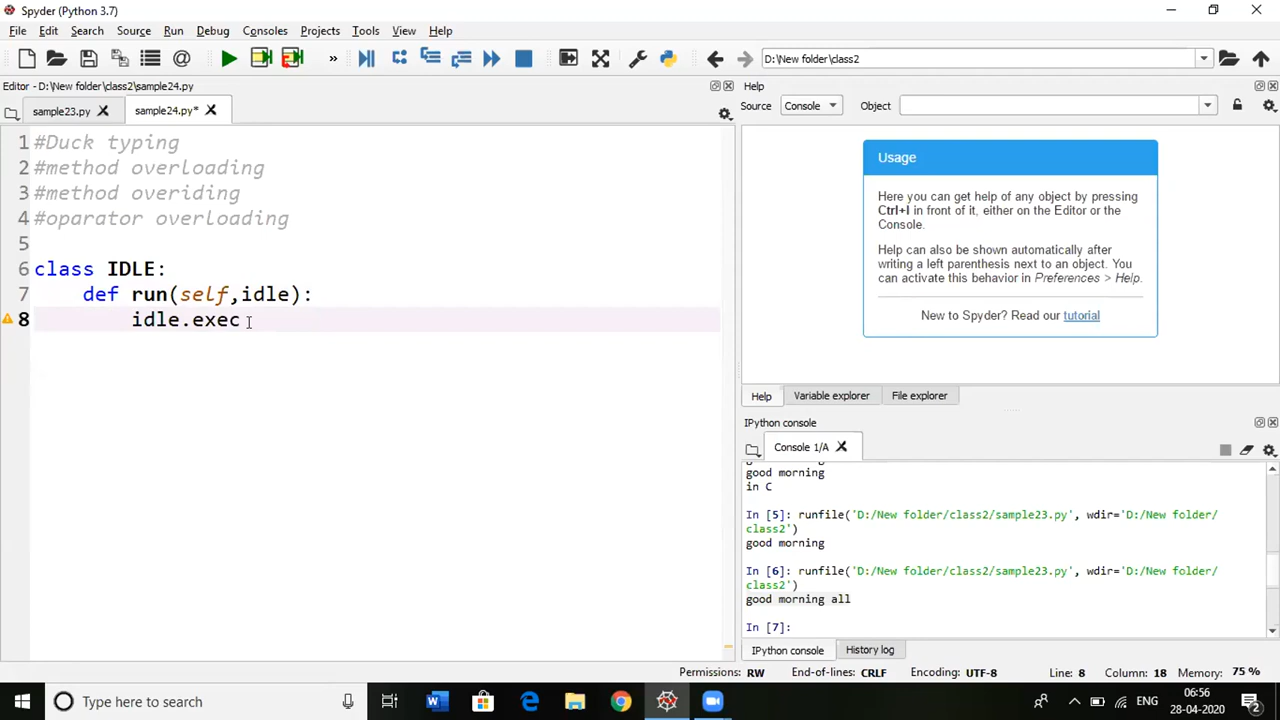 Spyder (Python 3.7)
File Edit Search Source Run Debug Consoles Projects Tools View Help
D:\New folder\class2
Editor - D:\New folder\class2\sample24.py
Help
sample23.py sample24.py*
Source Console Object
1 #Duck typing
2 #method overloading
3 #method overiding
4 #oparator overloading
5
6 class IDLE:
7 def run(self,idle):
8 idle.exec
Usage
Here you can get help of any object by pressing
Ctrl+I in front of it, either on the Editor or the
Console.
Help can also be shown automatically after
writing a left parenthesis next to an object. You
can activate this behavior in Preferences > Help.
New to Spyder? Read our tutorial
Help Variable explorer File explorer
IPython console
Console 1/A
good morning
in C
In [5]: runfile('D:/New folder/class2/sample23.py', wdir='D:/New folder/
class2')
good morning
In [6]: runfile('D:/New folder/class2/sample23.py', wdir='D:/New folder/
class2')
good morning all
In [7]:
IPython console History log
Permissions: RW End-of-lines: CRLF Encoding: UTF-8 Line: 8 Column: 18 Memory: 75 %
Type here to search
ENG
06:56
28-04-2020
2